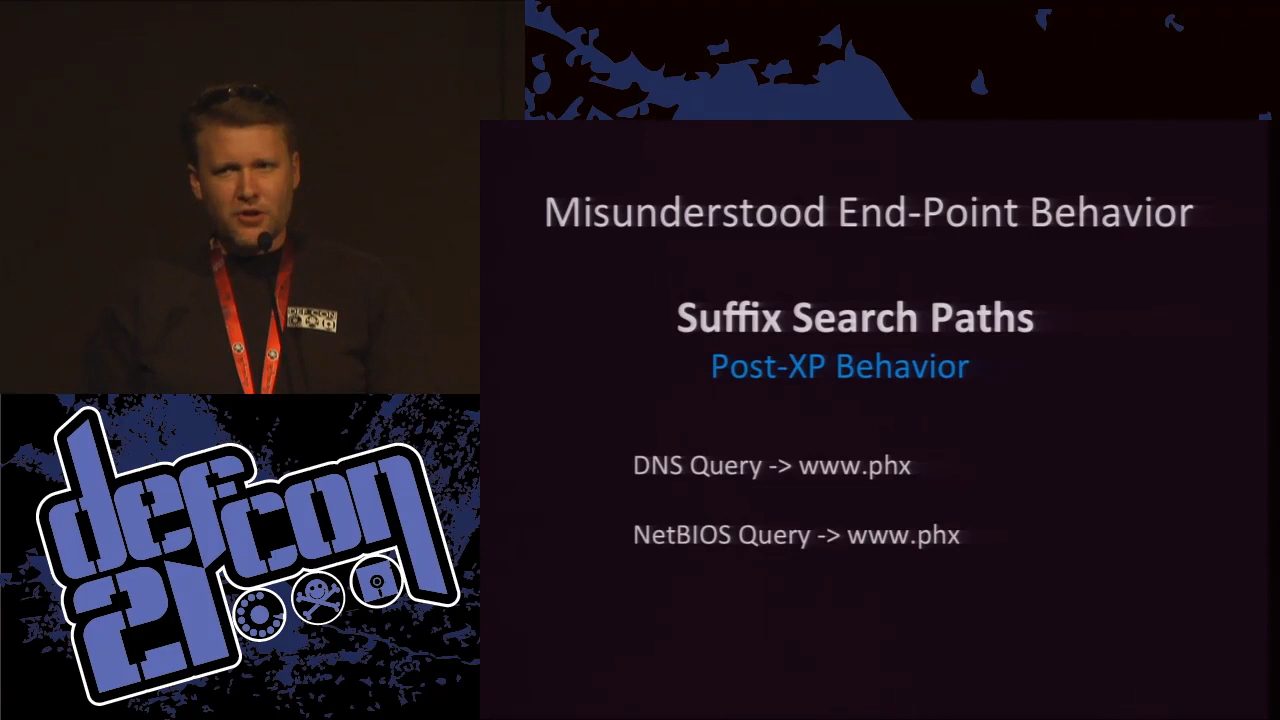 DEF CON
Misunderstood End-Point Behavior
Suffix Search Paths
Post-XP Behavior
DNS Query -> www.phx
NetBIOS Query -> www.phx
defcon
21